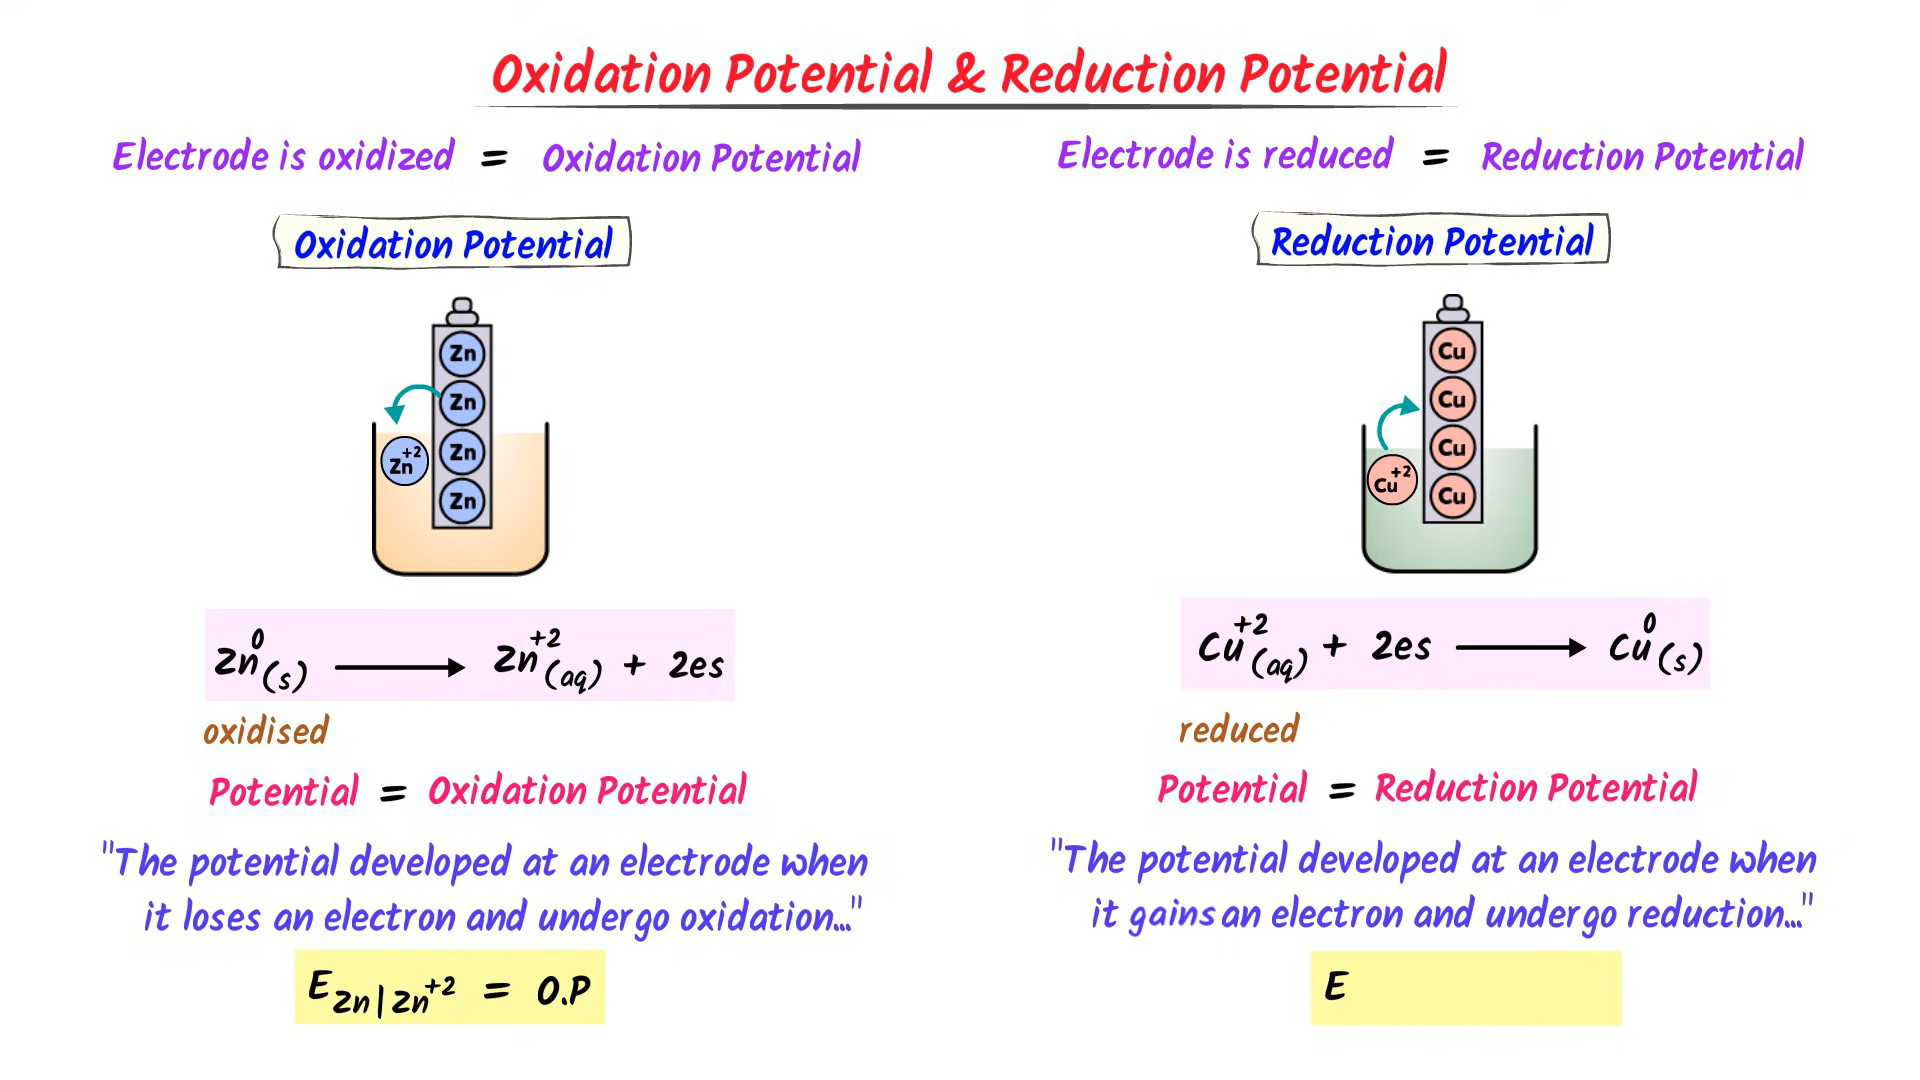 Oxidation Potential & Reduction Potential
Electrode is oxidized = Oxidation Potential
Oxidation Potential
Zn
Zn
Zn
Zn
Zn+2
Zn0(s) ⟶ Zn+2(aq) + 2es
oxidised
Potential = Oxidation Potential
"The potential developed at an electrode when
it loses an electron and undergo oxidation..."
E Zn|Zn+2 = O.P
Electrode is reduced = Reduction Potential
Reduction Potential
Cu
Cu
Cu
Cu
Cu+2
Cu+2(aq) + 2es ⟶ Cu0(s)
reduced
Potential = Reduction Potential
"The potential developed at an electrode when
it gains an electron and undergo reduction..."
E